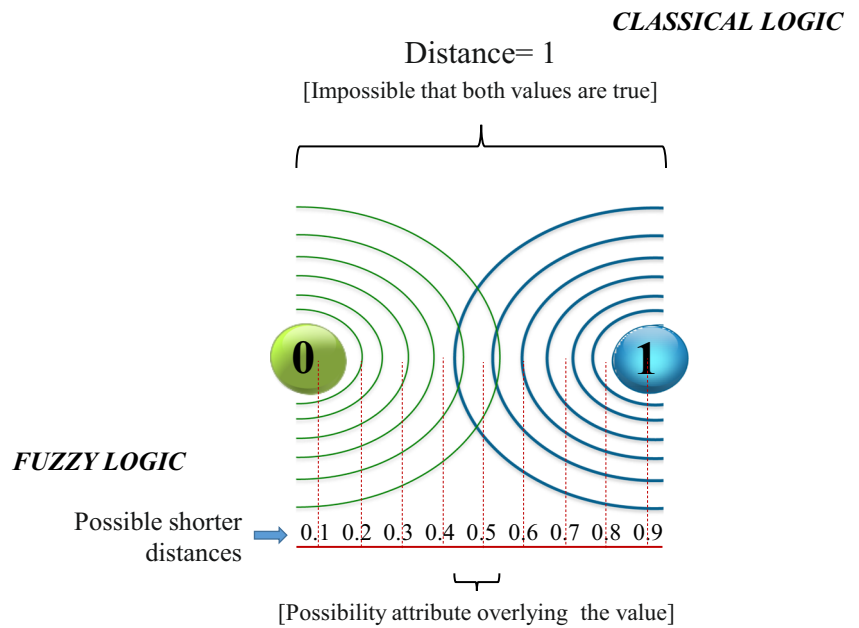 CLASSICAL LOGIC
Distance= 1
[Impossible that both values are true]
0 1
FUZZY LOGIC
Possible shorter
distances
0.1 0.2 0.3 0.4 0.5 0.6 0.7 0.8 0.9
[Possibility attribute overlying the value]